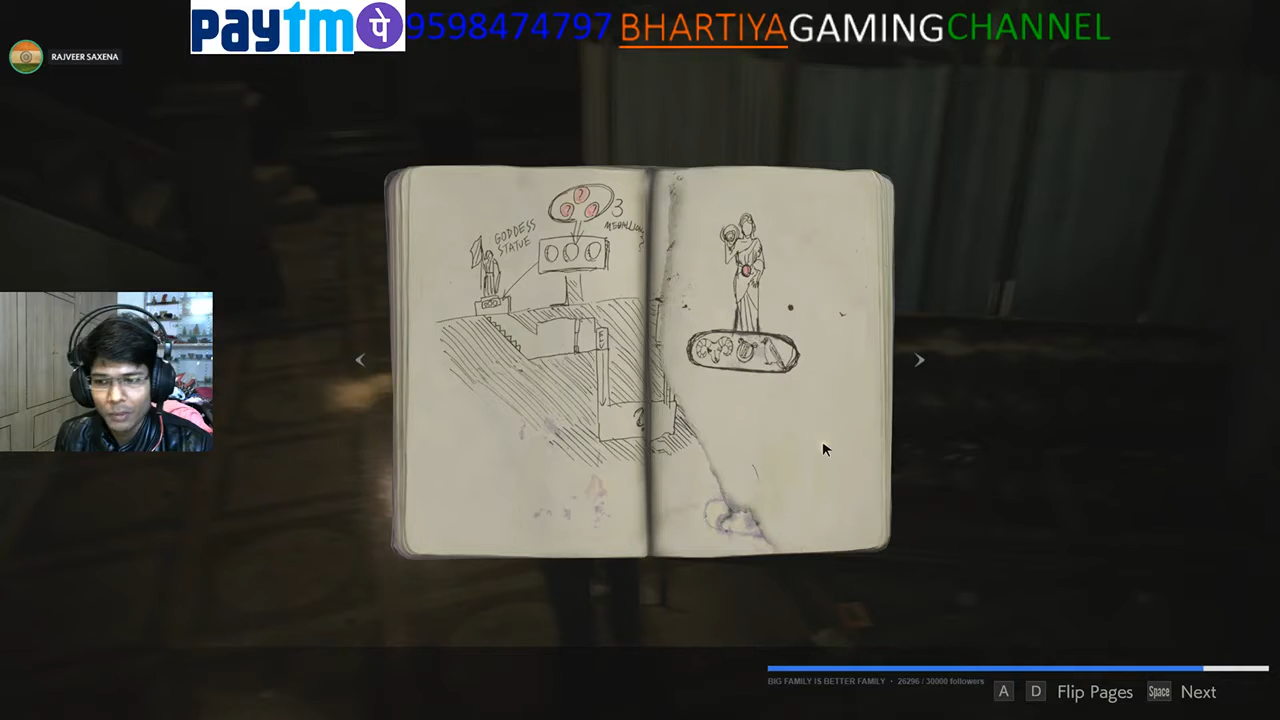 paytm पे 9598474797 BHARTIYAGAMINGCHANNEL
RAJVEER SAXENA
3
MEDALLIONS
?
GODDESS
STATUE
BIG FAMILY IS BETTER FAMILY • 26296 / 30000 followers
A D Flip Pages Space Next